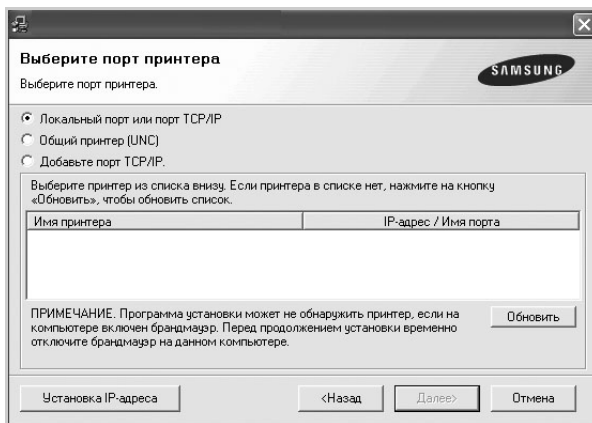 Выберите порт принтера
Выберите порт принтера.
SAMSUNG
Локальный порт или порт TCP/IP
Общий принтер (UNC)
Добавьте порт TCP/IP.
Выберите принтер из списка внизу. Если принтера в списке нет, нажмите на кнопку
«Обновить», чтобы обновить список.
Имя принтера
IP-адрес / Имя порта
ПРИМЕЧАНИЕ. Программа установки может не обнаружить принтер, если на
компьютере включен брандмауэр. Перед продолжением установки временно
отключите брандмауэр на данном компьютере.
Обновить
Установка IP-адреса
<Назад
Далее>
Отмена